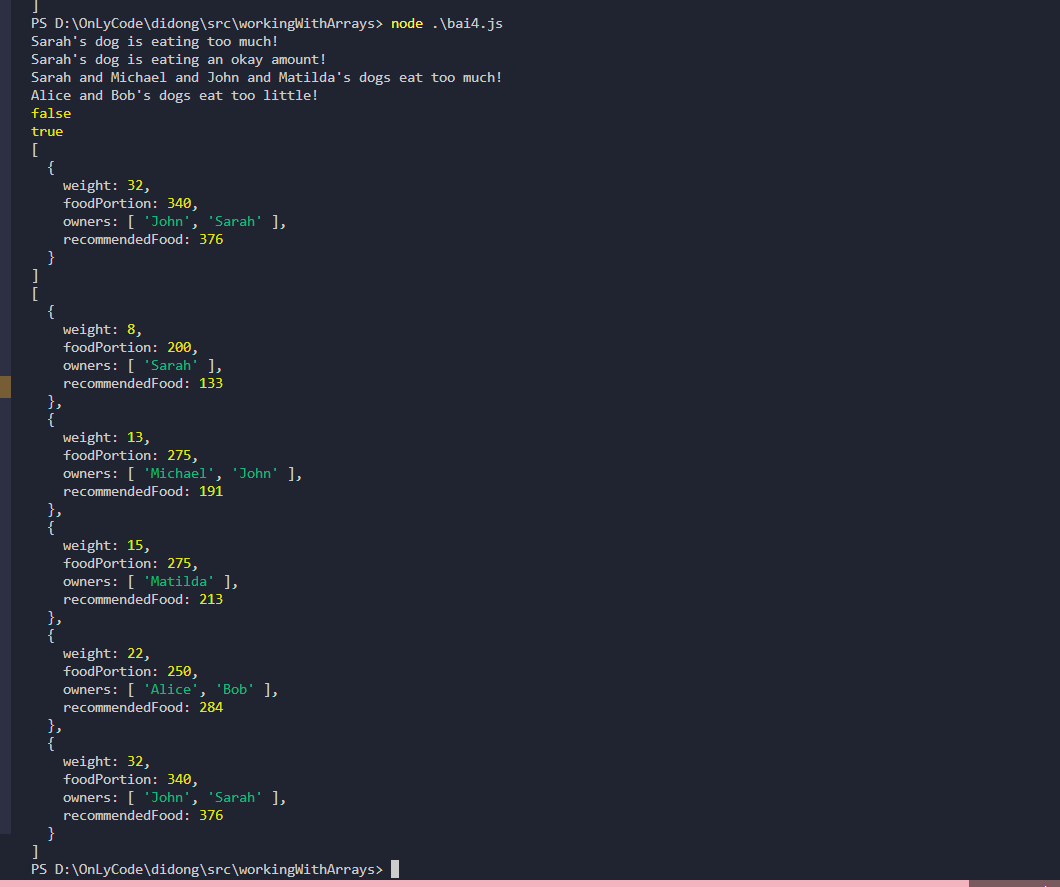 ]
PS D:\OnLyCode\didong\src\workingWithArrays> node .\bai4.js
Sarah's dog is eating too much!
Sarah's dog is eating an okay amount!
Sarah and Michael and John and Matilda's dogs eat too much!
Alice and Bob's dogs eat too little!
false
true
[
  {
    weight: 32,
    foodPortion: 340,
    owners: [ 'John', 'Sarah' ],
    recommendedFood: 376
  }
]
[
  {
    weight: 8,
    foodPortion: 200,
    owners: [ 'Sarah' ],
    recommendedFood: 133
  },
  {
    weight: 13,
    foodPortion: 275,
    owners: [ 'Michael', 'John' ],
    recommendedFood: 191
  },
  {
    weight: 15,
    foodPortion: 275,
    owners: [ 'Matilda' ],
    recommendedFood: 213
  },
  {
    weight: 22,
    foodPortion: 250,
    owners: [ 'Alice', 'Bob' ],
    recommendedFood: 284
  },
  {
    weight: 32,
    foodPortion: 340,
    owners: [ 'John', 'Sarah' ],
    recommendedFood: 376
  }
]
PS D:\OnLyCode\didong\src\workingWithArrays>